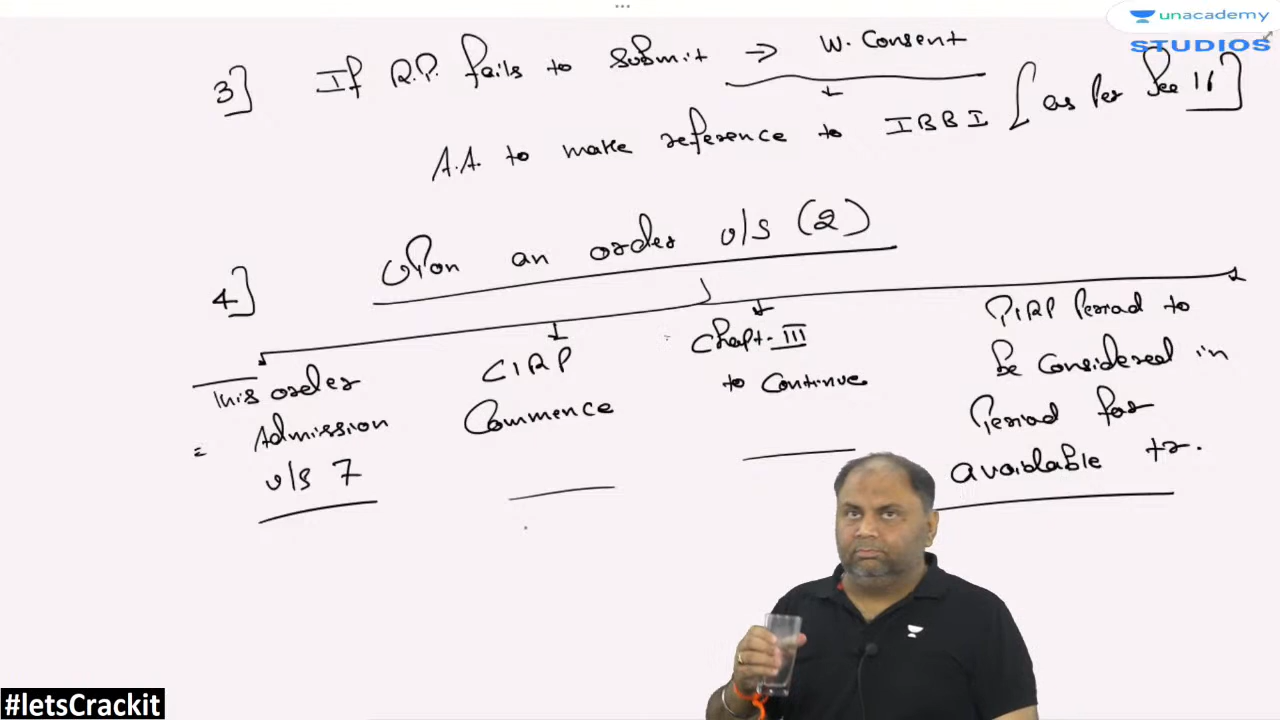 unacademy
STUDIOS
3] If R.P. fails to submit → W. Consent
A.A. to make reference to IBBI [as Per Sec 16]
4] Upon an order u/s (2)
This order
= Admission
u/s 7
CIRP
Commence
Chapt-III
to Continue
PIRP Period to
be Considered in
Period for
avoidable tr.
#letsCrackit